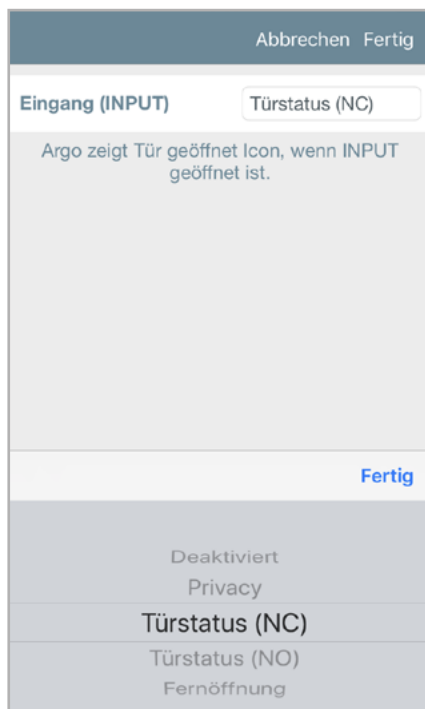 Abbrechen Fertig
Eingang (INPUT) Türstatus (NC)
Argo zeigt Tür geöffnet Icon, wenn INPUT
geöffnet ist.
Fertig
Deaktiviert
Privacy
Türstatus (NC)
Türstatus (NO)
Fernöffnung